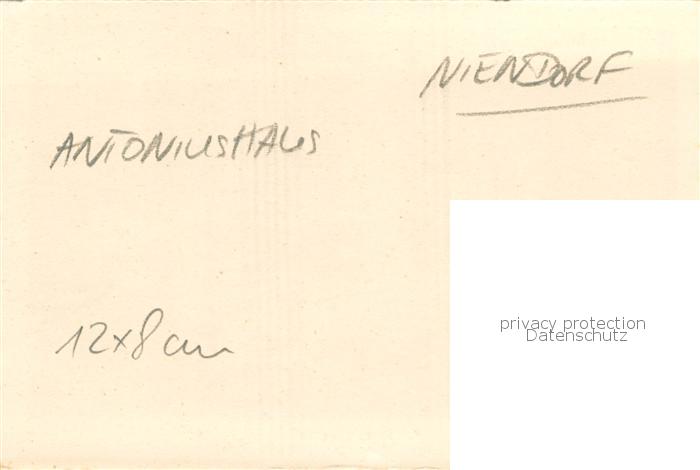 NIENDORF
ANTONIUSHAUS
12x8cm
privacy protection
Datenschutz